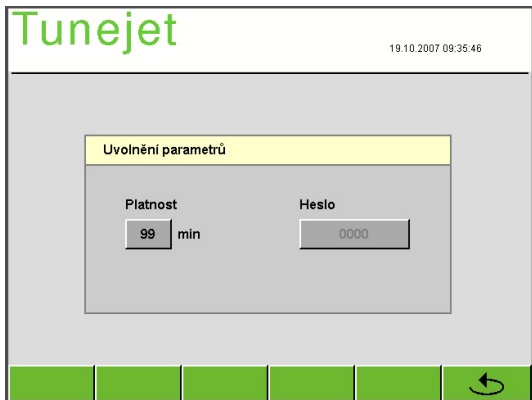 Tunejet
19.10.2007 09:35:46
Uvolnění parametrů
Platnost
Heslo
99 min
0000